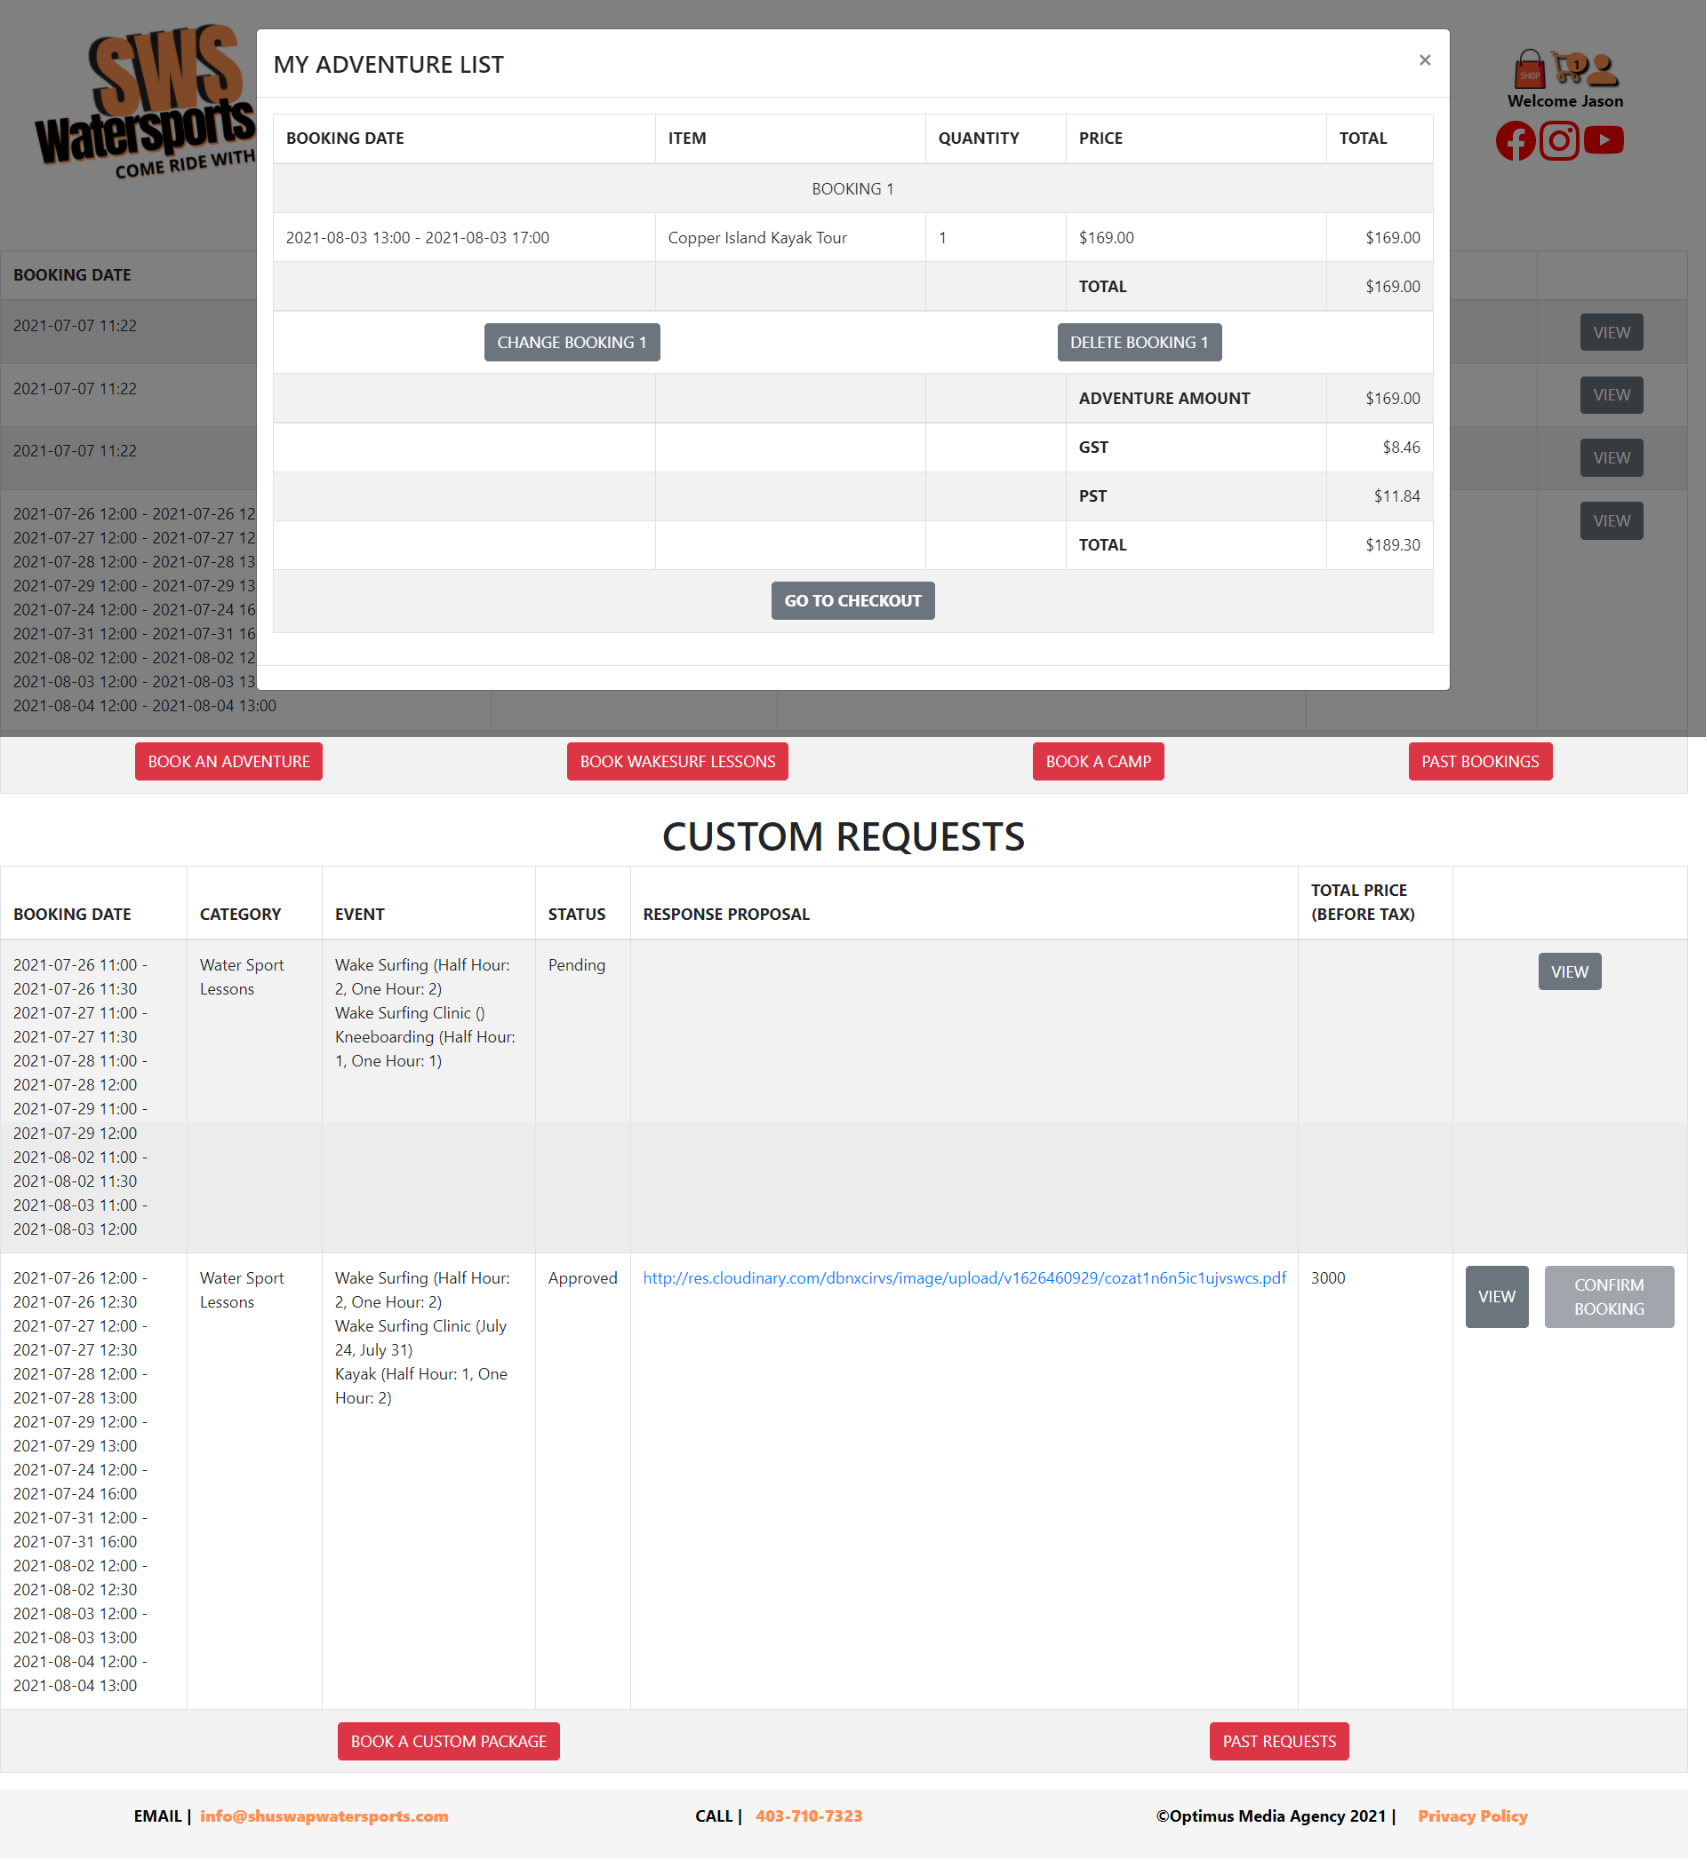 SWS
Watersports
COME RIDE WITH
SHOP
1
Welcome Jason
MY ADVENTURE LIST
×
BOOKING DATE ITEM QUANTITY PRICE TOTAL
BOOKING 1
2021-08-03 13:00 - 2021-08-03 17:00 Copper Island Kayak Tour 1 $169.00 $169.00
TOTAL $169.00
CHANGE BOOKING 1 DELETE BOOKING 1
ADVENTURE AMOUNT $169.00
GST $8.46
PST $11.84
TOTAL $189.30
GO TO CHECKOUT
BOOKING DATE
2021-07-07 11:22 VIEW
2021-07-07 11:22 VIEW
2021-07-07 11:22 VIEW
2021-07-26 12:00 - 2021-07-26 12 VIEW
2021-07-27 12:00 - 2021-07-27 12
2021-07-28 12:00 - 2021-07-28 13
2021-07-29 12:00 - 2021-07-29 13
2021-07-24 12:00 - 2021-07-24 16
2021-07-31 12:00 - 2021-07-31 16
2021-08-02 12:00 - 2021-08-02 12
2021-08-03 12:00 - 2021-08-03 13
2021-08-04 12:00 - 2021-08-04 13:00
BOOK AN ADVENTURE BOOK WAKESURF LESSONS BOOK A CAMP PAST BOOKINGS
CUSTOM REQUESTS
BOOKING DATE CATEGORY EVENT STATUS RESPONSE PROPOSAL TOTAL PRICE
(BEFORE TAX)
2021-07-26 11:00 - Water Sport Wake Surfing (Half Hour: Pending VIEW
2021-07-26 11:30 Lessons 2, One Hour: 2)
2021-07-27 11:00 - Wake Surfing Clinic ()
2021-07-27 11:30 Kneeboarding (Half Hour:
2021-07-28 11:00 - 1, One Hour: 1)
2021-07-28 12:00
2021-07-29 11:00 -
2021-07-29 12:00
2021-08-02 11:00 -
2021-08-02 11:30
2021-08-03 11:00 -
2021-08-03 12:00
2021-07-26 12:00 - Water Sport Wake Surfing (Half Hour: Approved http://res.cloudinary.com/dbnxcirvs/image/upload/v1626460929/cozat1n6n5ic1ujvswcs.pdf 3000 VIEW CONFIRM
2021-07-26 12:30 Lessons 2, One Hour: 2) BOOKING
2021-07-27 12:00 - Wake Surfing Clinic (July
2021-07-27 12:30 24, July 31)
2021-07-28 12:00 - Kayak (Half Hour: 1, One
2021-07-28 13:00 Hour: 2)
2021-07-29 12:00 -
2021-07-29 13:00
2021-07-24 12:00 -
2021-07-24 16:00
2021-07-31 12:00 -
2021-07-31 16:00
2021-08-02 12:00 -
2021-08-02 12:30
2021-08-03 12:00 -
2021-08-03 13:00
2021-08-04 12:00 -
2021-08-04 13:00
BOOK A CUSTOM PACKAGE PAST REQUESTS
EMAIL | info@shuswapwatersports.com CALL | 403-710-7323 ©Optimus Media Agency 2021 | Privacy Policy